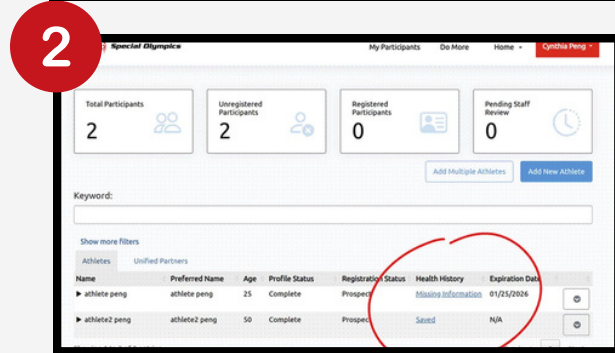 2
Special Olympics My Participants Do More Home Cynthia Peng
Total Participants
2
Unregistered
Participants
2
Registered
Participants
0
Pending Staff
Review
0
Add Multiple Athletes Add New Athlete
Keyword:
Show more filters
Athletes Unified Partners
Name Preferred Name Age Profile Status Registration Status Health History Expiration Date
athlete peng athlete peng 25 Complete Prospect Missing Information 01/25/2026
athlete2 peng athlete2 peng 50 Complete Prospect Saved N/A